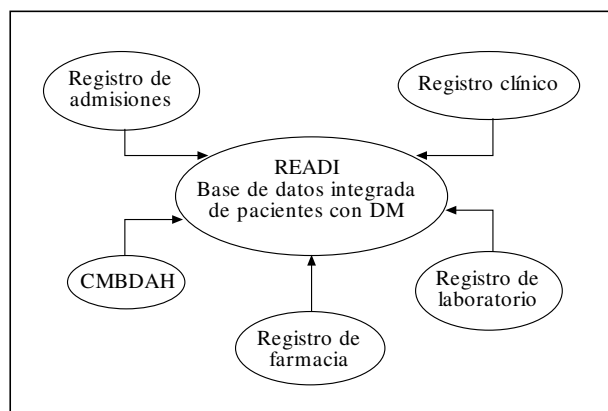 Registro de
admisiones
Registro clínico
READI
Base de datos integrada
de pacientes con DM
CMBDAH
Registro de
laboratorio
Registro de
farmacia